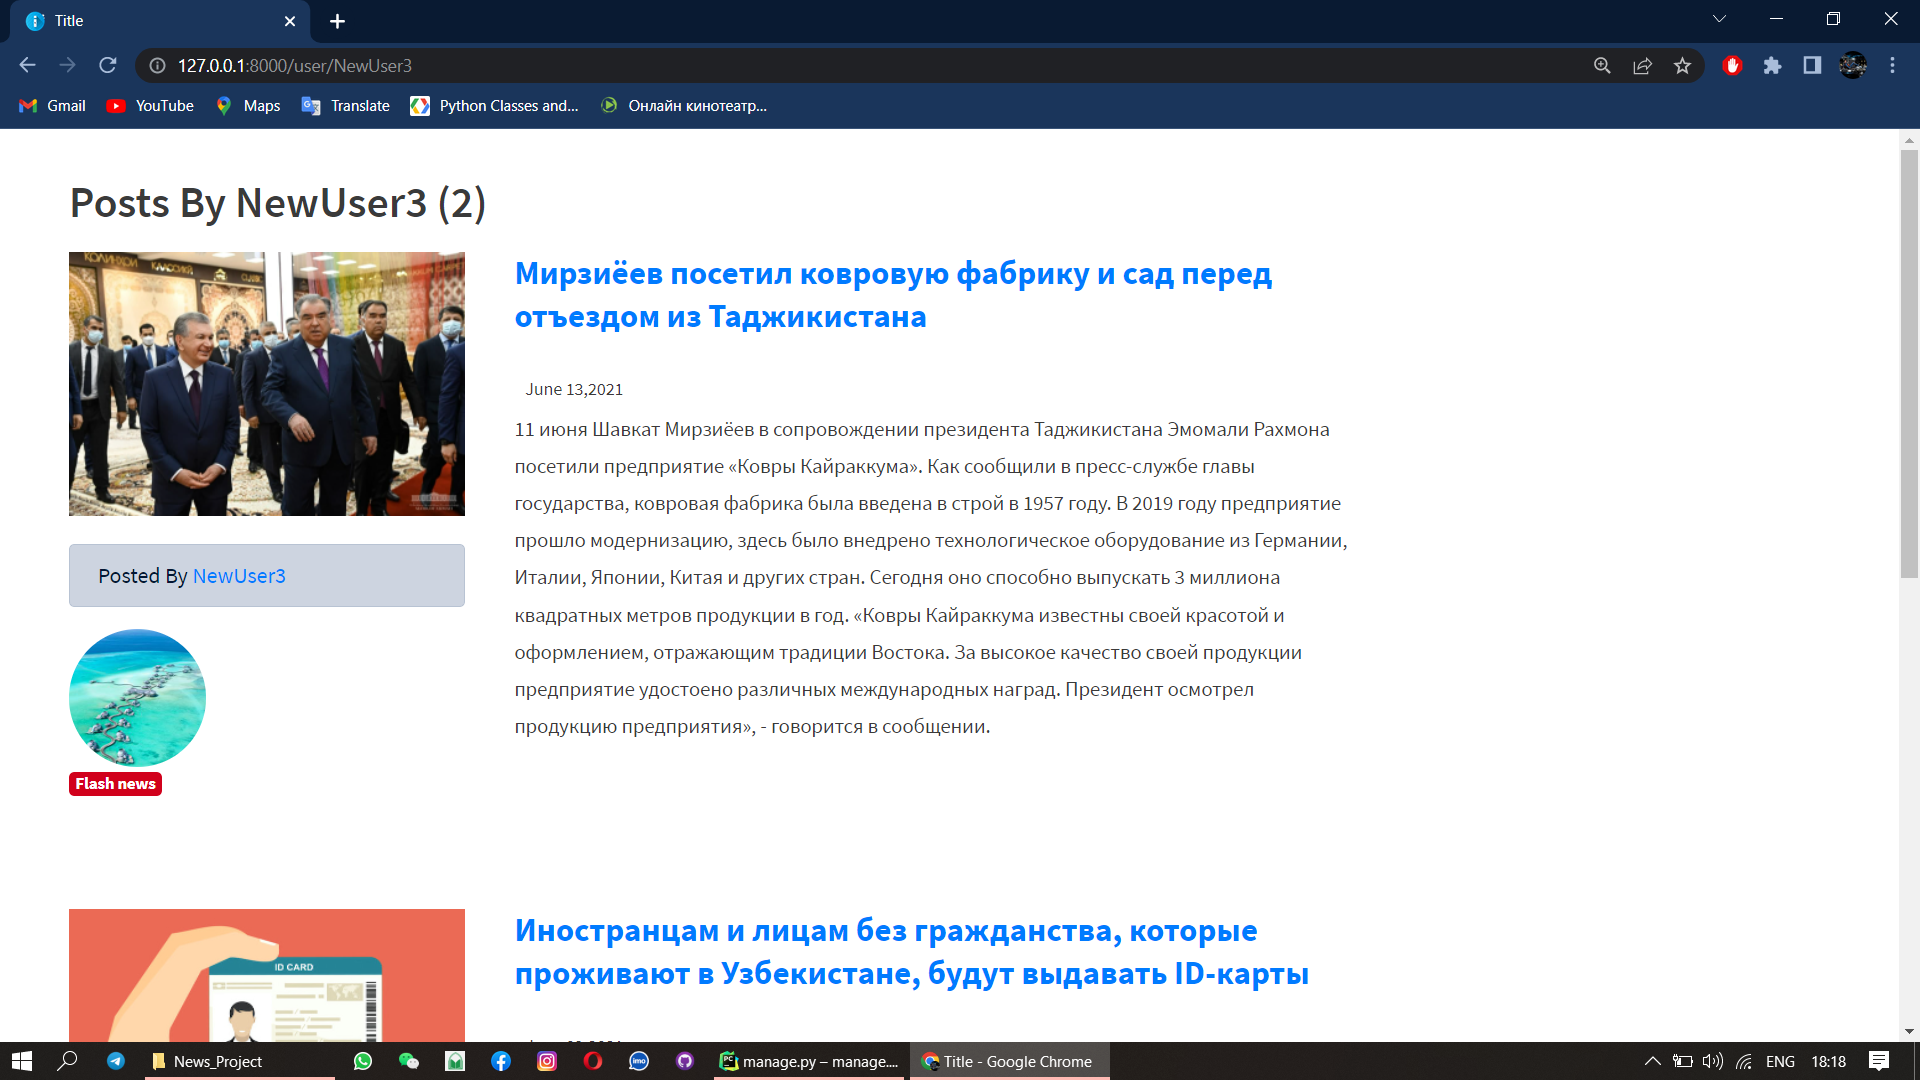 Title
127.0.0.1:8000/user/NewUser3
Gmail
YouTube
Maps
Translate
Python Classes and...
Онлайн кинотеатр...
Posts By NewUser3 (2)
КОЛИНХОИ КЛАССИКӢ
Мирзиёев посетил ковровую фабрику и сад перед
отъездом из Таджикистана
June 13,2021
11 июня Шавкат Мирзиёев в сопровождении президента Таджикистана Эмомали Рахмона
посетили предприятие «Ковры Кайраккума». Как сообщили в пресс-службе главы
государства, ковровая фабрика была введена в строй в 1957 году. В 2019 году предприятие
прошло модернизацию, здесь было внедрено технологическое оборудование из Германии,
Италии, Японии, Китая и других стран. Сегодня оно способно выпускать 3 миллиона
квадратных метров продукции в год. «Ковры Кайраккума известны своей красотой и
оформлением, отражающим традиции Востока. За высокое качество своей продукции
предприятие удостоено различных международных наград. Президент осмотрел
продукцию предприятия», - говорится в сообщении.
Posted By NewUser3
Flash news
Иностранцам и лицам без гражданства, которые
проживают в Узбекистане, будут выдавать ID-карты
ID CARD
News_Project
imo
PC
manage.py – manage....
Title - Google Chrome
ENG
18:18